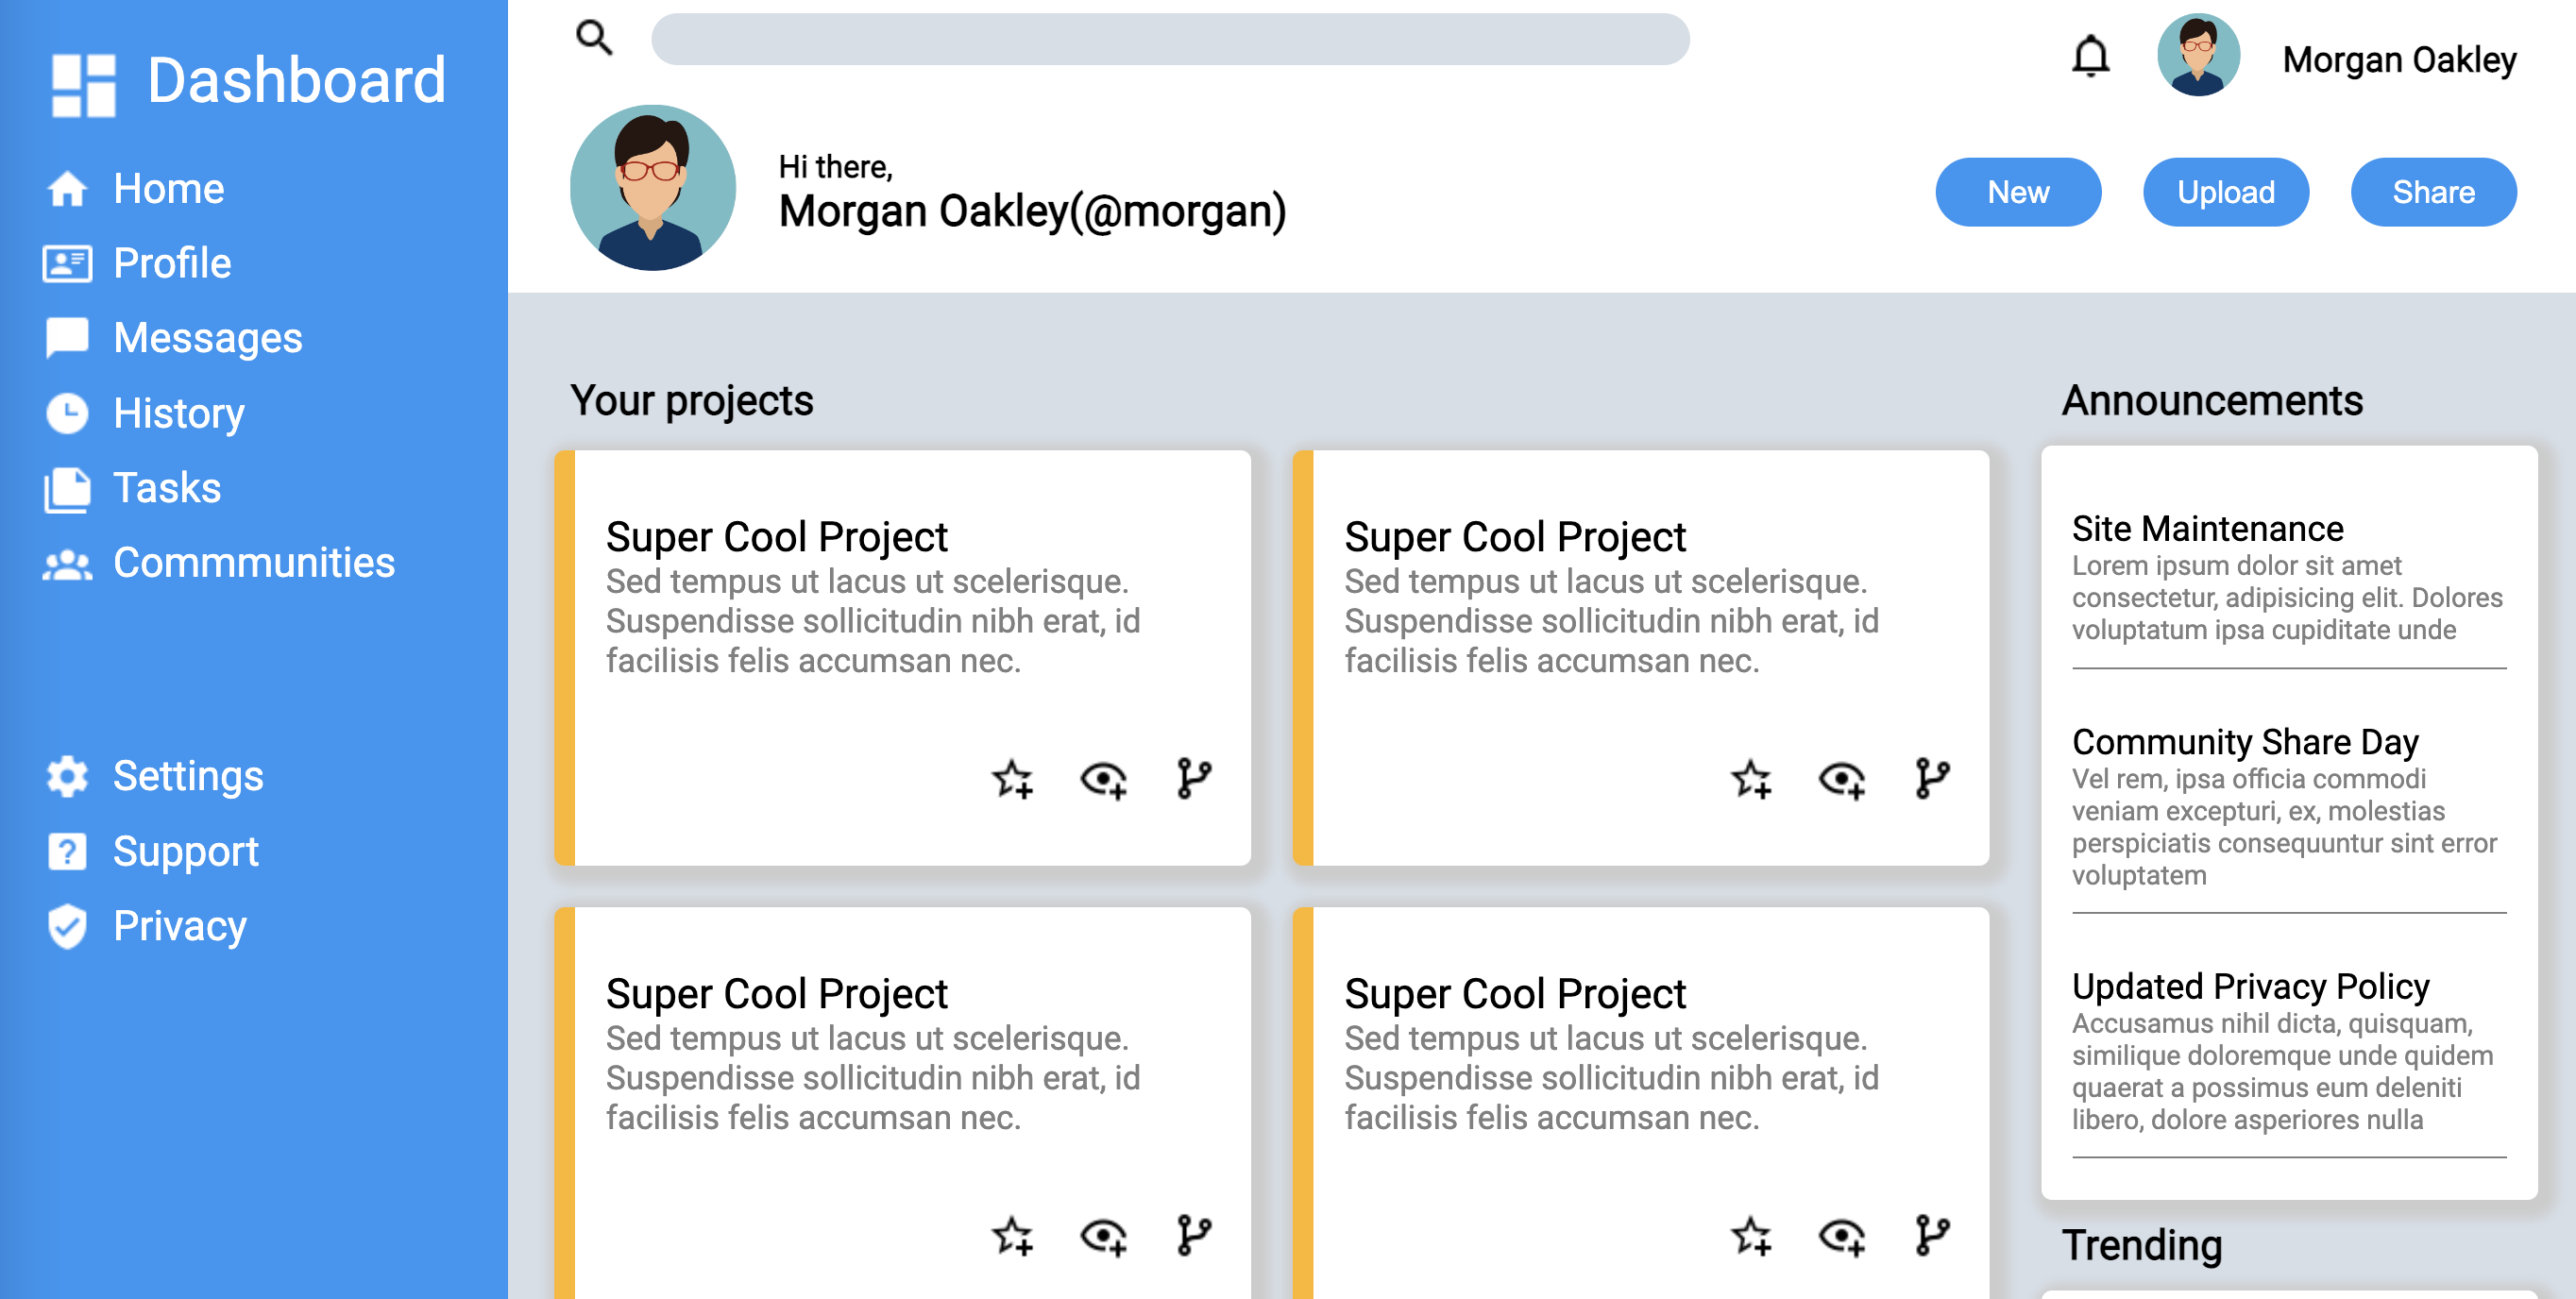 Dashboard
Home
Profile
Messages
History
Tasks
Commmunities
Settings
Support
Privacy
Morgan Oakley
Hi there,
Morgan Oakley(@morgan)
New
Upload
Share
Your projects
Super Cool Project
Sed tempus ut lacus ut scelerisque.
Suspendisse sollicitudin nibh erat, id
facilisis felis accumsan nec.
Super Cool Project
Sed tempus ut lacus ut scelerisque.
Suspendisse sollicitudin nibh erat, id
facilisis felis accumsan nec.
Super Cool Project
Sed tempus ut lacus ut scelerisque.
Suspendisse sollicitudin nibh erat, id
facilisis felis accumsan nec.
Super Cool Project
Sed tempus ut lacus ut scelerisque.
Suspendisse sollicitudin nibh erat, id
facilisis felis accumsan nec.
Announcements
Site Maintenance
Lorem ipsum dolor sit amet
consectetur, adipisicing elit. Dolores
voluptatum ipsa cupiditate unde
Community Share Day
Vel rem, ipsa officia commodi
veniam excepturi, ex, molestias
perspiciatis consequuntur sint error
voluptatem
Updated Privacy Policy
Accusamus nihil dicta, quisquam,
similique doloremque unde quidem
quaerat a possimus eum deleniti
libero, dolore asperiores nulla
Trending